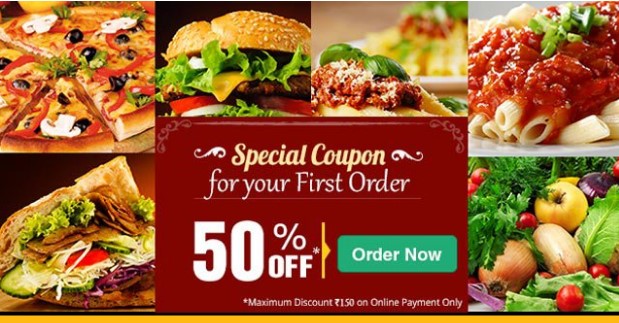 Special Coupon
for your First Order
50% OFF*
Order Now
*Maximum Discount ₹150 on Online Payment Only